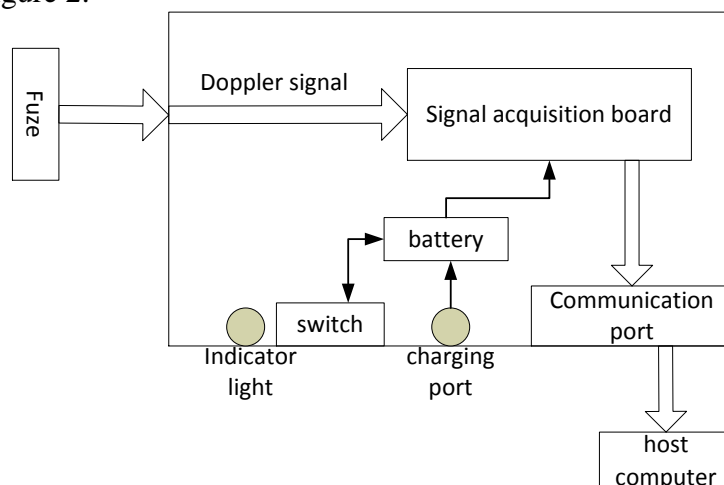 gure 2.
Fuze
Doppler signal
Signal acquisition board
battery
switch
Communication
port
Indicator
light
charging
port
host
computer